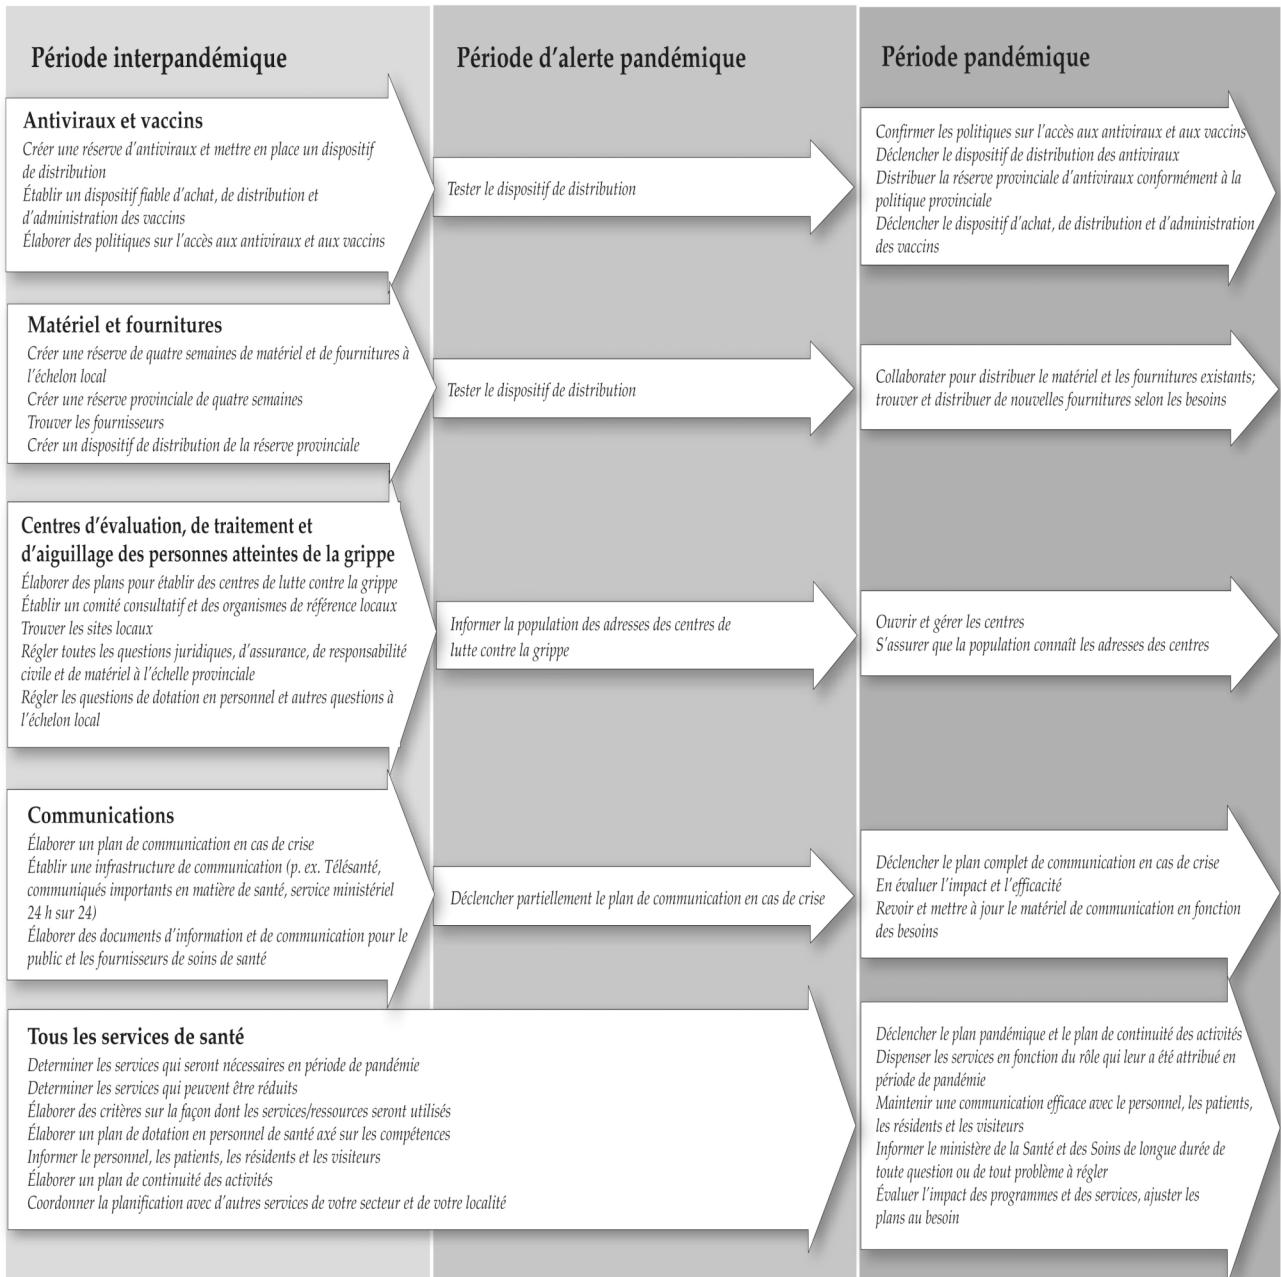 Période interpandémique
Période d'alerte pandémique
Période pandémique
Antiviraux et vaccins
Créer une réserve d'antiviraux et mettre en place un dispositif
de distribution
Établir un dispositif fiable d'achat, de distribution et
d'administration des vaccins
Élaborer des politiques sur l'accès aux antiviraux et aux vaccins
Tester le dispositif de distribution
Confirmer les politiques sur l'accès aux antiviraux et aux vaccins
Déclencher le dispositif de distribution des antiviraux
Distribuer la réserve provinciale d'antiviraux conformément à la
politique provinciale
Déclencher le dispositif d'achat, de distribution et d'administration
des vaccins
Matériel et fournitures
Créer une réserve de quatre semaines de matériel et de fournitures à
l'échelon local
Créer une réserve provinciale de quatre semaines
Trouver les fournisseurs
Créer un dispositif de distribution de la réserve provinciale
Tester le dispositif de distribution
Collaborater pour distribuer le matériel et les fournitures existants;
trouver et distribuer de nouvelles fournitures selon les besoins
Centres d'évaluation, de traitement et
d'aiguillage des personnes atteintes de la grippe
Élaborer des plans pour établir des centres de lutte contre la grippe
Établir un comité consultatif et des organismes de référence locaux
Trouver les sites locaux
Régler toutes les questions juridiques, d'assurance, de responsabilité
civile et de matériel à l'échelle provinciale
Régler les questions de dotation en personnel et autres questions à
l'échelon local
Informer la population des adresses des centres de
lutte contre la grippe
Ouvrir et gérer les centres
S'assurer que la population connaît les adresses des centres
Communications
Élaborer un plan de communication en cas de crise
Établir une infrastructure de communication (p. ex. Télésanté,
communiqués importants en matière de santé, service ministériel
24 h sur 24)
Élaborer des documents d'information et de communication pour le
public et les fournisseurs de soins de santé
Déclencher partiellement le plan de communication en cas de crise
Déclencher le plan complet de communication en cas de crise
En évaluer l'impact et l'efficacité
Revoir et mettre à jour le matériel de communication en fonction
des besoins
Tous les services de santé
Determiner les services qui seront nécessaires en période de pandémie
Determiner les services qui peuvent être réduits
Élaborer des critères sur la façon dont les services/ressources seront utilisés
Élaborer un plan de dotation en personnel de santé axé sur les compétences
Informer le personnel, les patients, les résidents et les visiteurs
Élaborer un plan de continuité des activités
Coordonner la planification avec d'autres services de votre secteur et de votre localité
Déclencher le plan pandémique et le plan de continuité des activités
Dispenser les services en fonction du rôle qui leur a été attribué en
période de pandémie
Maintenir une communication efficace avec le personnel, les patients,
les résidents et les visiteurs
Informer le ministère de la Santé et des Soins de longue durée de
toute question ou de tout problème à régler
Évaluer l'impact des programmes et des services, ajuster les
plans au besoin